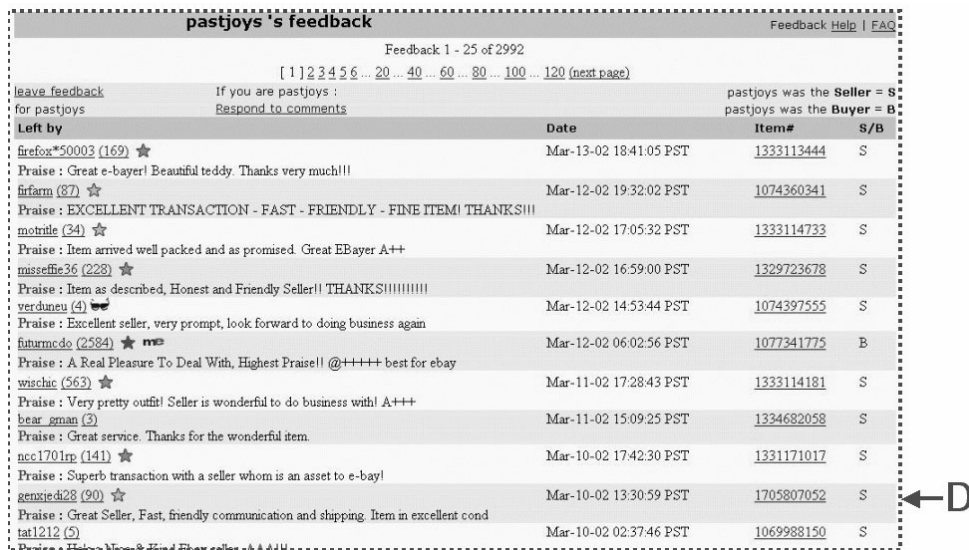 pastjoys 's feedback
Feedback Help | FAQ
Feedback 1 - 25 of 2992
[ 1 ] 2 3 4 5 6 ... 20 ... 40 ... 60 ... 80 ... 100 ... 120 (next page)
leave feedback If you are pastjoys : pastjoys was the Seller = S
for pastjoys Respond to comments pastjoys was the Buyer = B
Left by Date Item# S/B
firefox*50003 (169) Mar-13-02 18:41:05 PST 1333113444 S
Praise : Great e-bayer! Beautiful teddy. Thanks very much!!!
firfarm (87) Mar-12-02 19:32:02 PST 1074360341 S
Praise : EXCELLENT TRANSACTION - FAST - FRIENDLY - FINE ITEM! THANKS!!!
motritle (34) Mar-12-02 17:05:32 PST 1333114733 S
Praise : Item arrived well packed and as promised. Great EBayer A++
misseffie36 (228) Mar-12-02 16:59:00 PST 1329723678 S
Praise : Item as described, Honest and Friendly Seller!! THANKS!!!!!!!!!!
verduneu (4) Mar-12-02 14:53:44 PST 1074397555 S
Praise : Excellent seller, very prompt, look forward to doing business again
futurmcdo (2584) me Mar-12-02 06:02:56 PST 1077341775 B
Praise : A Real Pleasure To Deal With, Highest Praise!! @+++++ best for ebay
wischic (563) Mar-11-02 17:28:43 PST 1333114181 S
Praise : Very pretty outfit! Seller is wonderful to do business with! A+++
bear_gman (3) Mar-11-02 15:09:25 PST 1334682058 S
Praise : Great service. Thanks for the wonderful item.
ncc1701rp (141) Mar-10-02 17:42:30 PST 1331171017 S
Praise : Superb transaction with a seller whom is an asset to e-bay!
genxjedi28 (90) Mar-10-02 13:30:59 PST 1705807052 S
D
Praise : Great Seller, Fast, friendly communication and shipping. Item in excellent cond
tat1212 (5) Mar-10-02 02:37:46 PST 1069988150 S